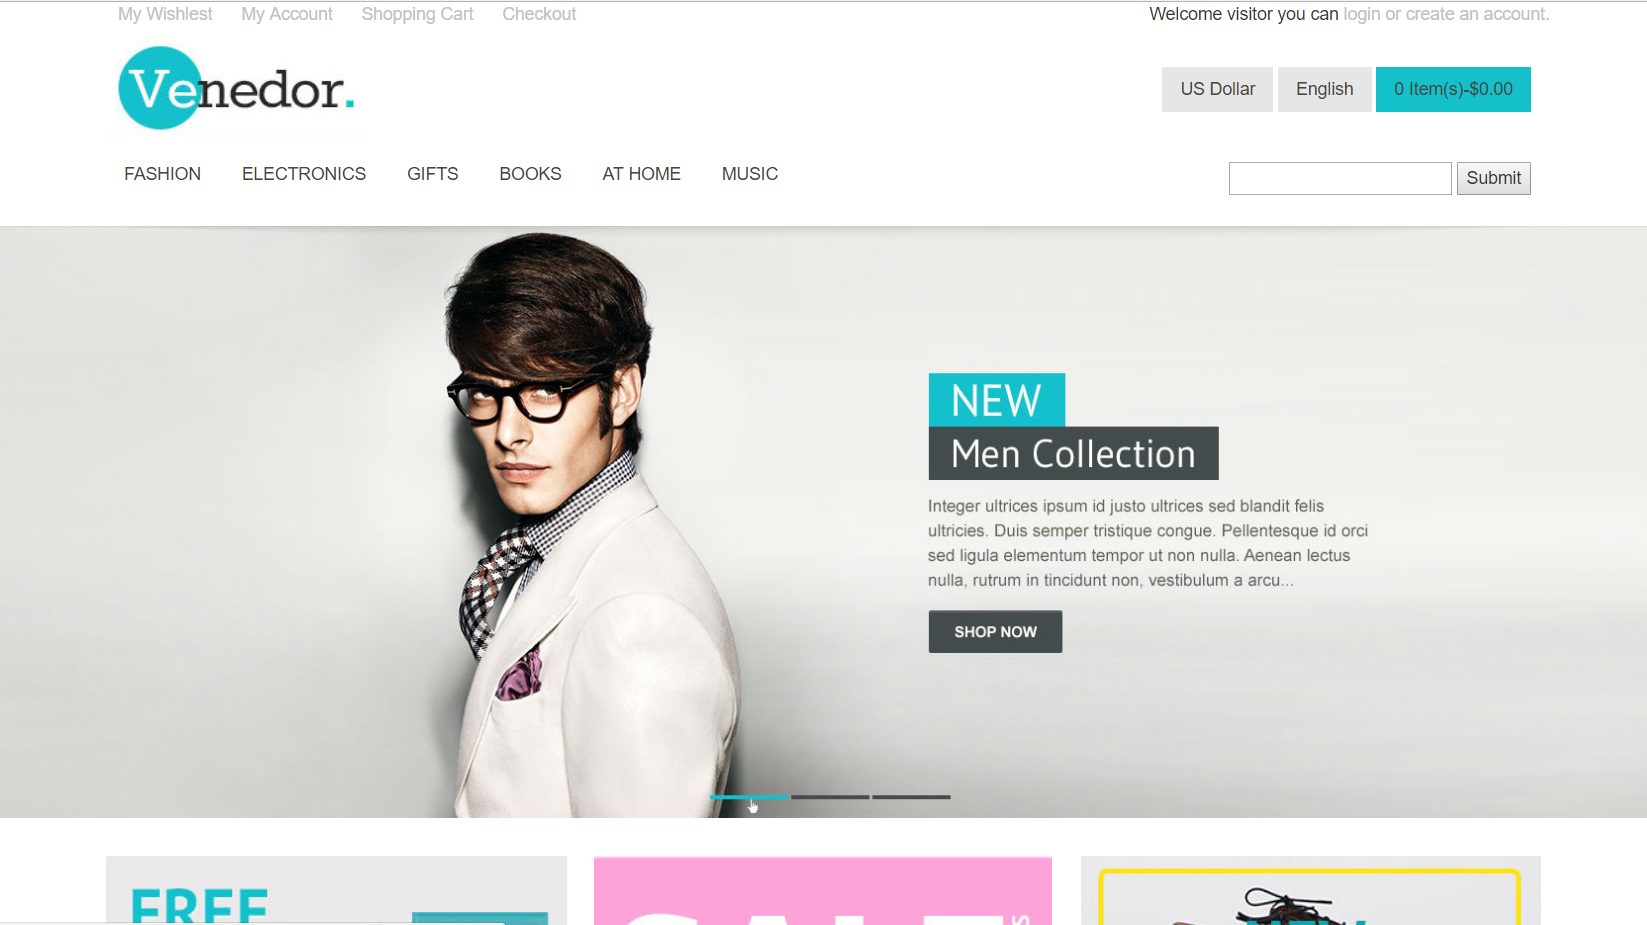 My Wishlist My Account Shopping Cart Checkout Welcome visitor you can login or create an account.
Venedor.
US Dollar English 0 Item(s)-$0.00
FASHION ELECTRONICS GIFTS BOOKS AT HOME MUSIC
Submit
NEW
Men Collection
Integer ultrices ipsum id justo ultrices sed blandit felis
ultricies. Duis semper tristique congue. Pellentesque id orci
sed ligula elementum tempor ut non nulla. Aenean lectus
nulla, rutrum in tincidunt non, vestibulum a arcu...
SHOP NOW
FREE
SALE